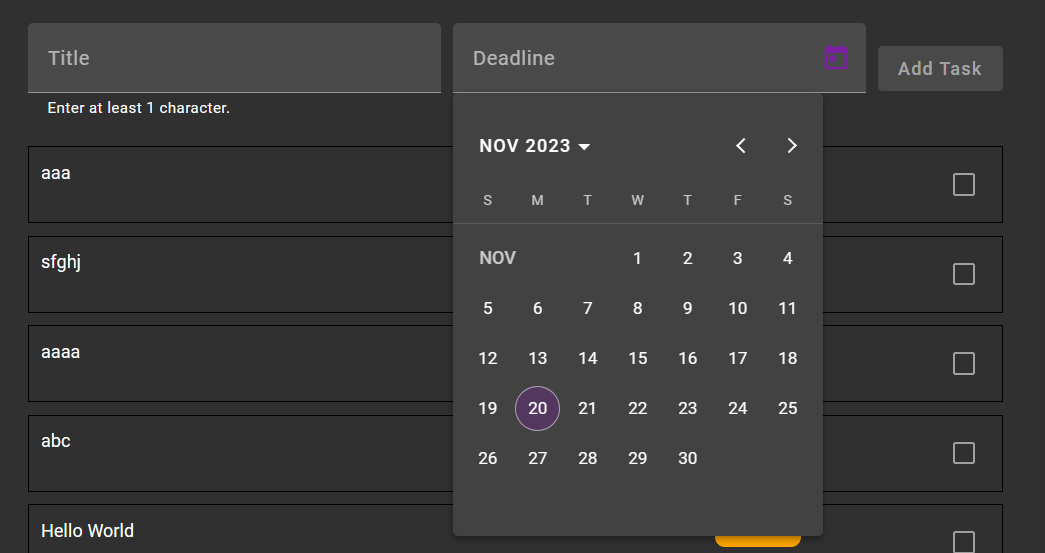 Title
Deadline
Add Task
Enter at least 1 character.
NOV 2023
S M T W T F S
NOV 1 2 3 4
5 6 7 8 9 10 11
12 13 14 15 16 17 18
19 20 21 22 23 24 25
26 27 28 29 30
aaa
sfghj
aaaa
abc
Hello World